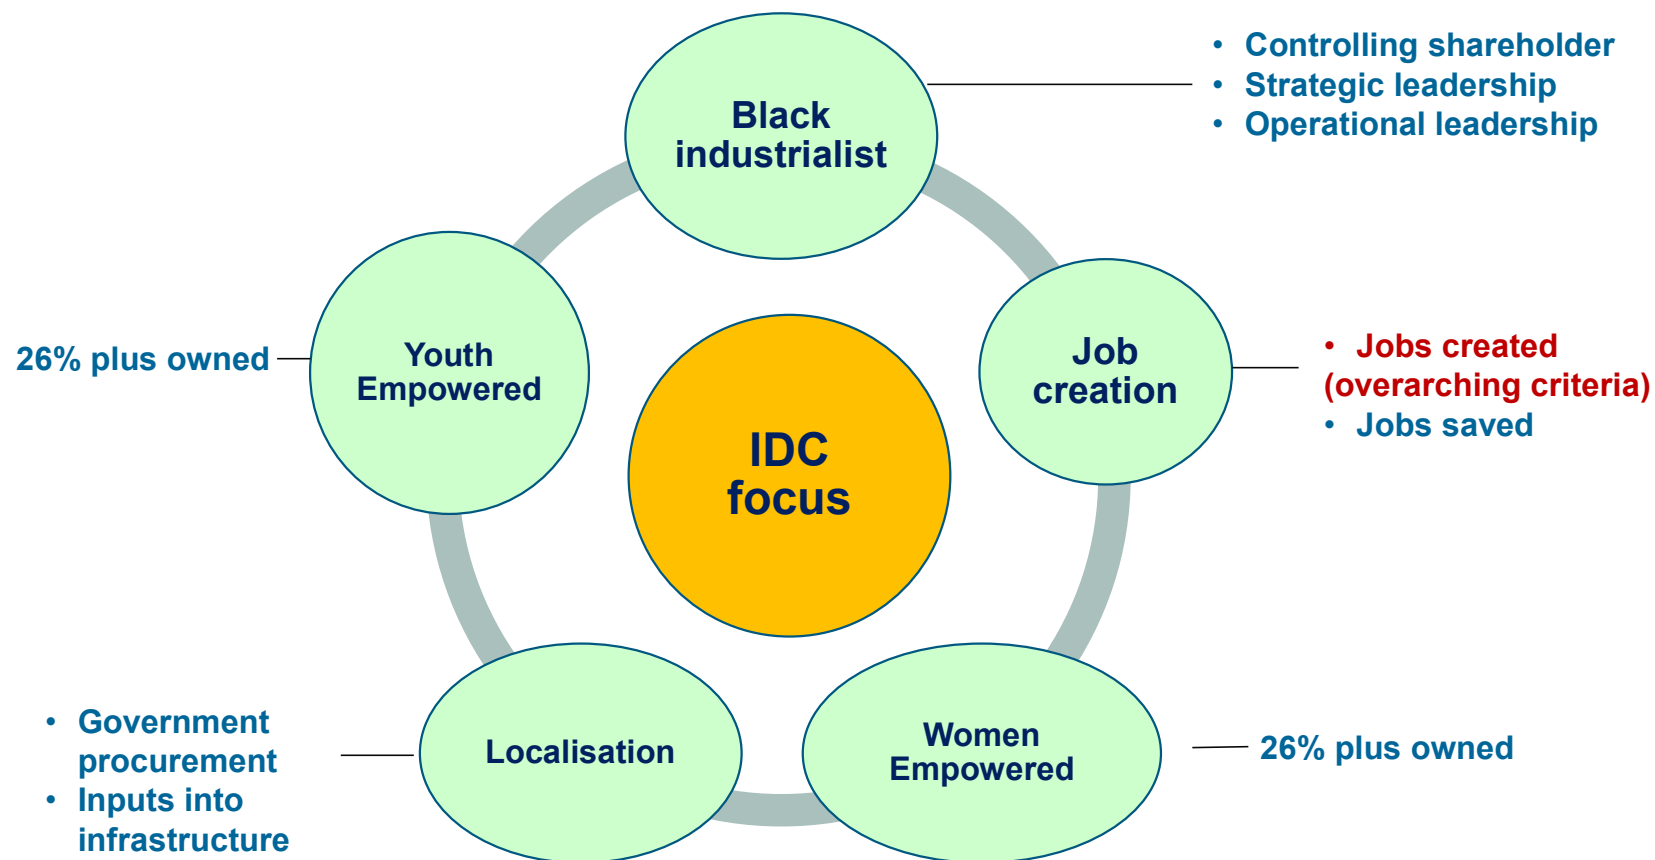 Black
industrialist
• Controlling shareholder
• Strategic leadership
• Operational leadership
26% plus owned
Youth
Empowered
Job
creation
• Jobs created
(overarching criteria)
• Jobs saved
IDC
focus
• Government
procurement
• Inputs into
infrastructure
Localisation
Women
Empowered
26% plus owned